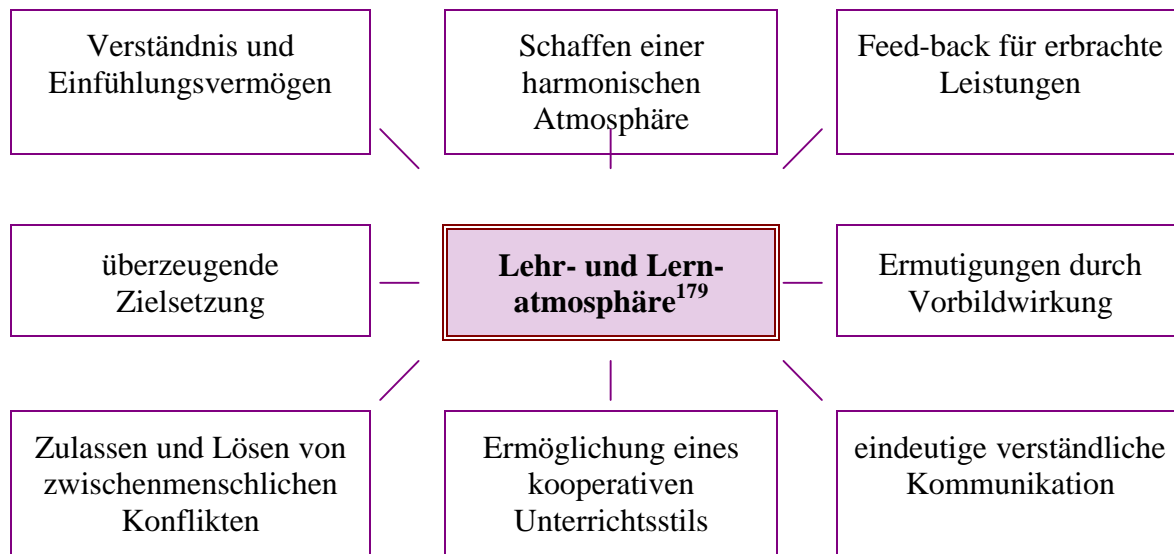 Verständnis und
Einfühlungsvermögen
Schaffen einer
harmonischen
Atmosphäre
Feed-back für erbrachte
Leistungen
überzeugende
Zielsetzung
Lehr- und Lern-
atmosphäre179
Ermutigungen durch
Vorbildwirkung
Zulassen und Lösen von
zwischenmenschlichen
Konflikten
Ermöglichung eines
kooperativen
Unterrichtsstils
eindeutige verständliche
Kommunikation